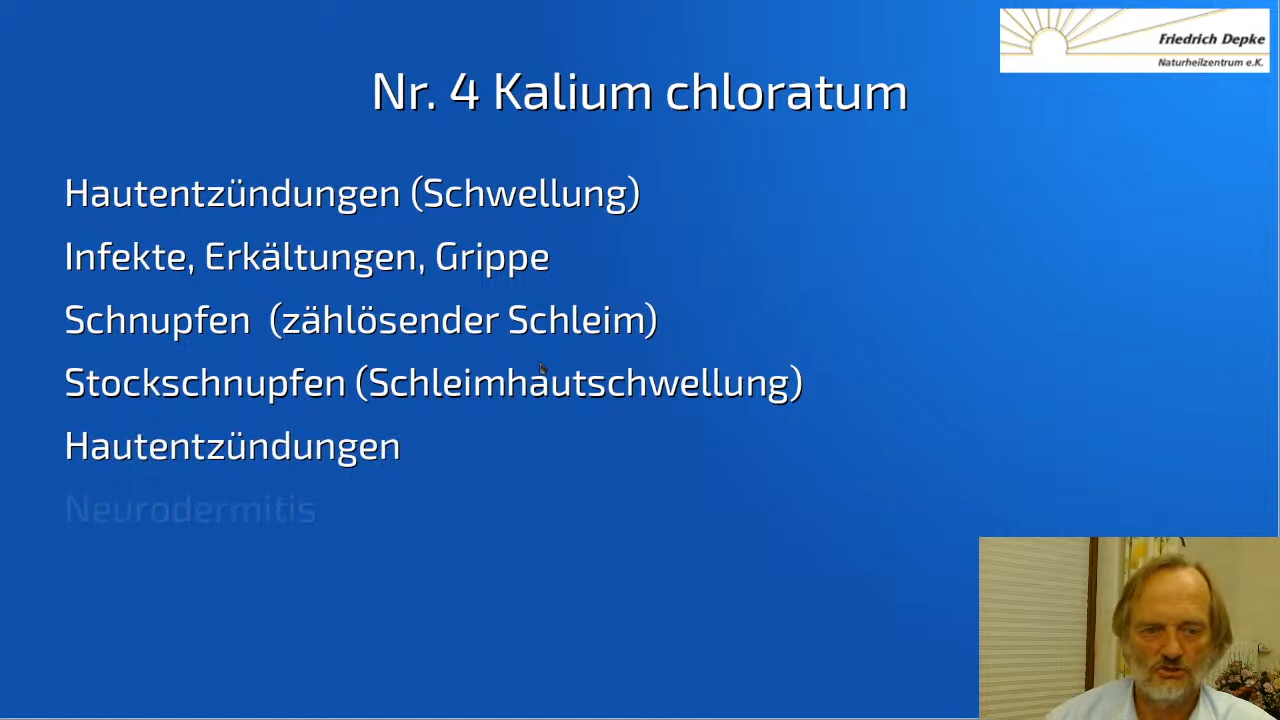 Friedrich Depke
Naturheilzentrum e.K.
Nr. 4 Kalium chloratum
Hautentzündungen (Schwellung)
Infekte, Erkältungen, Grippe
Schnupfen (zählösender Schleim)
Stockschnupfen (Schleimhautschwellung)
Hautentzündungen
Neurodermitis